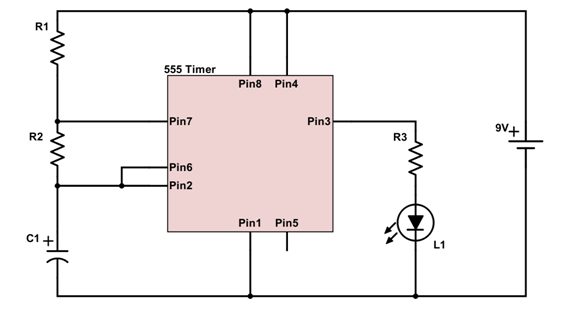 R1
555 Timer
Pin8 Pin4
Pin7
Pin3
9V
+
R2
R3
Pin6
Pin2
Pin1 Pin5
C1
+
L1